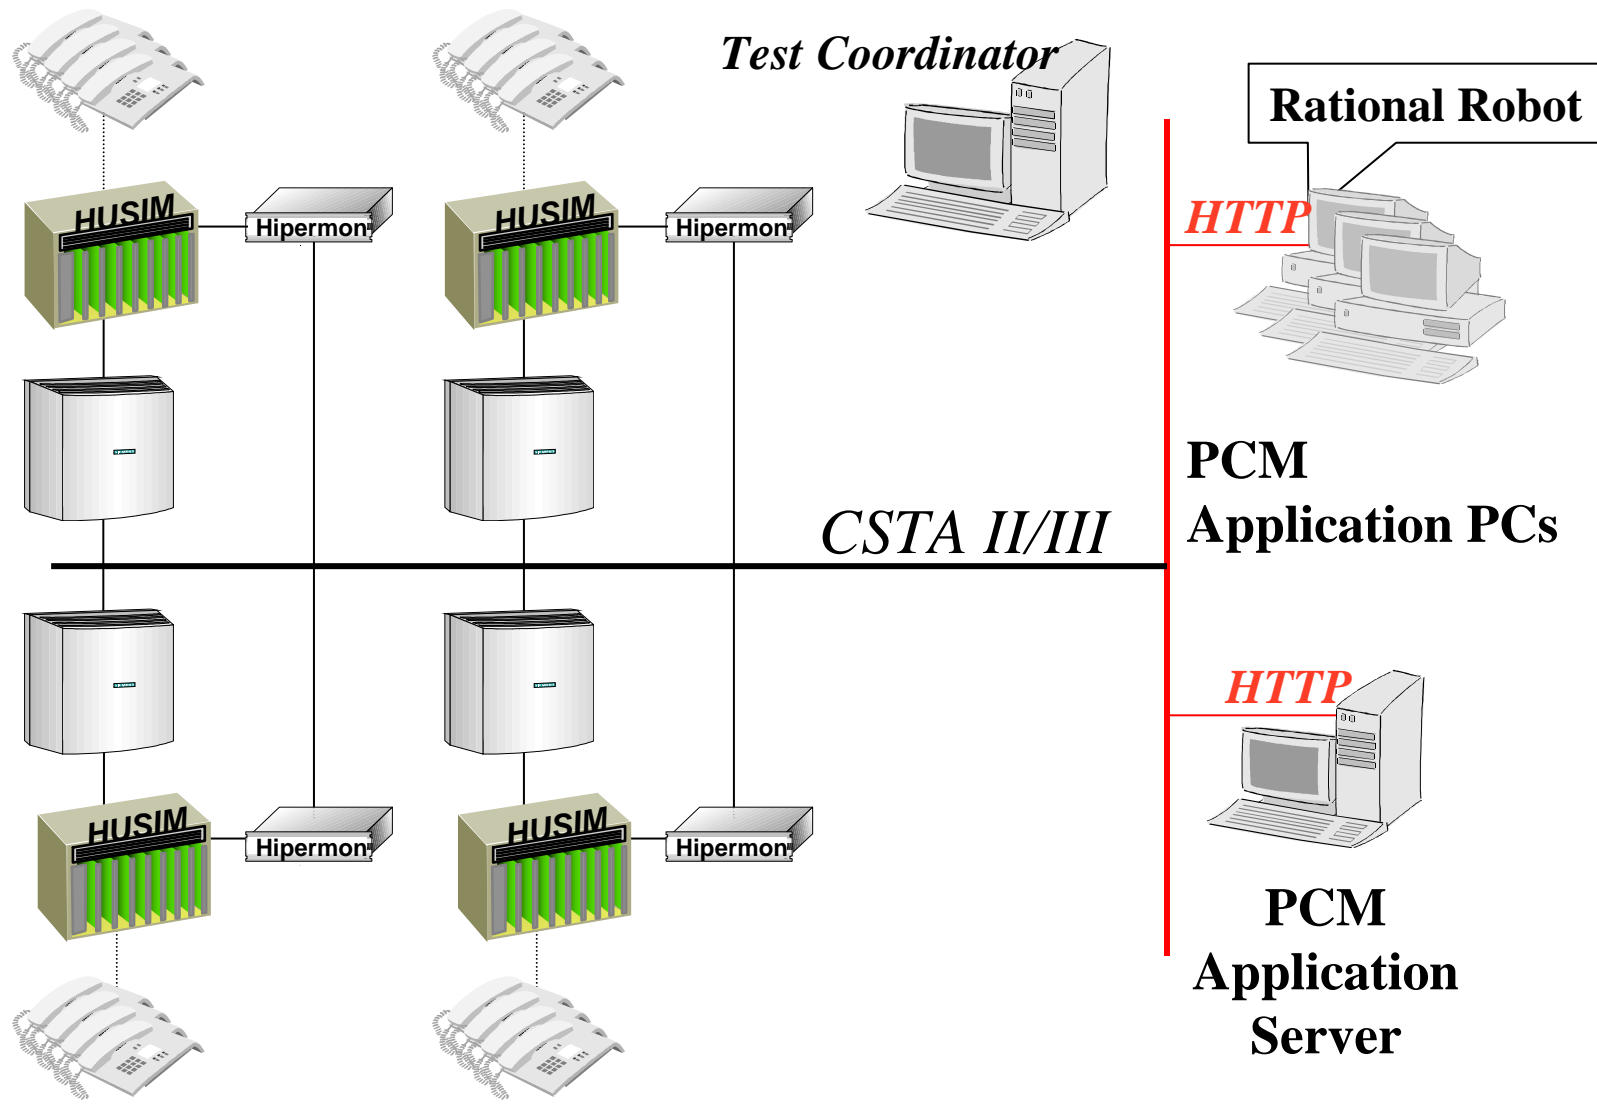 Test Coordinator
Rational Robot
HUSIM
Hipermon
HUSIM
Hipermon
HTTP
PCM
Application PCs
CSTA II/III
HTTP
HUSIM
Hipermon
HUSIM
Hipermon
PCM
Application
Server